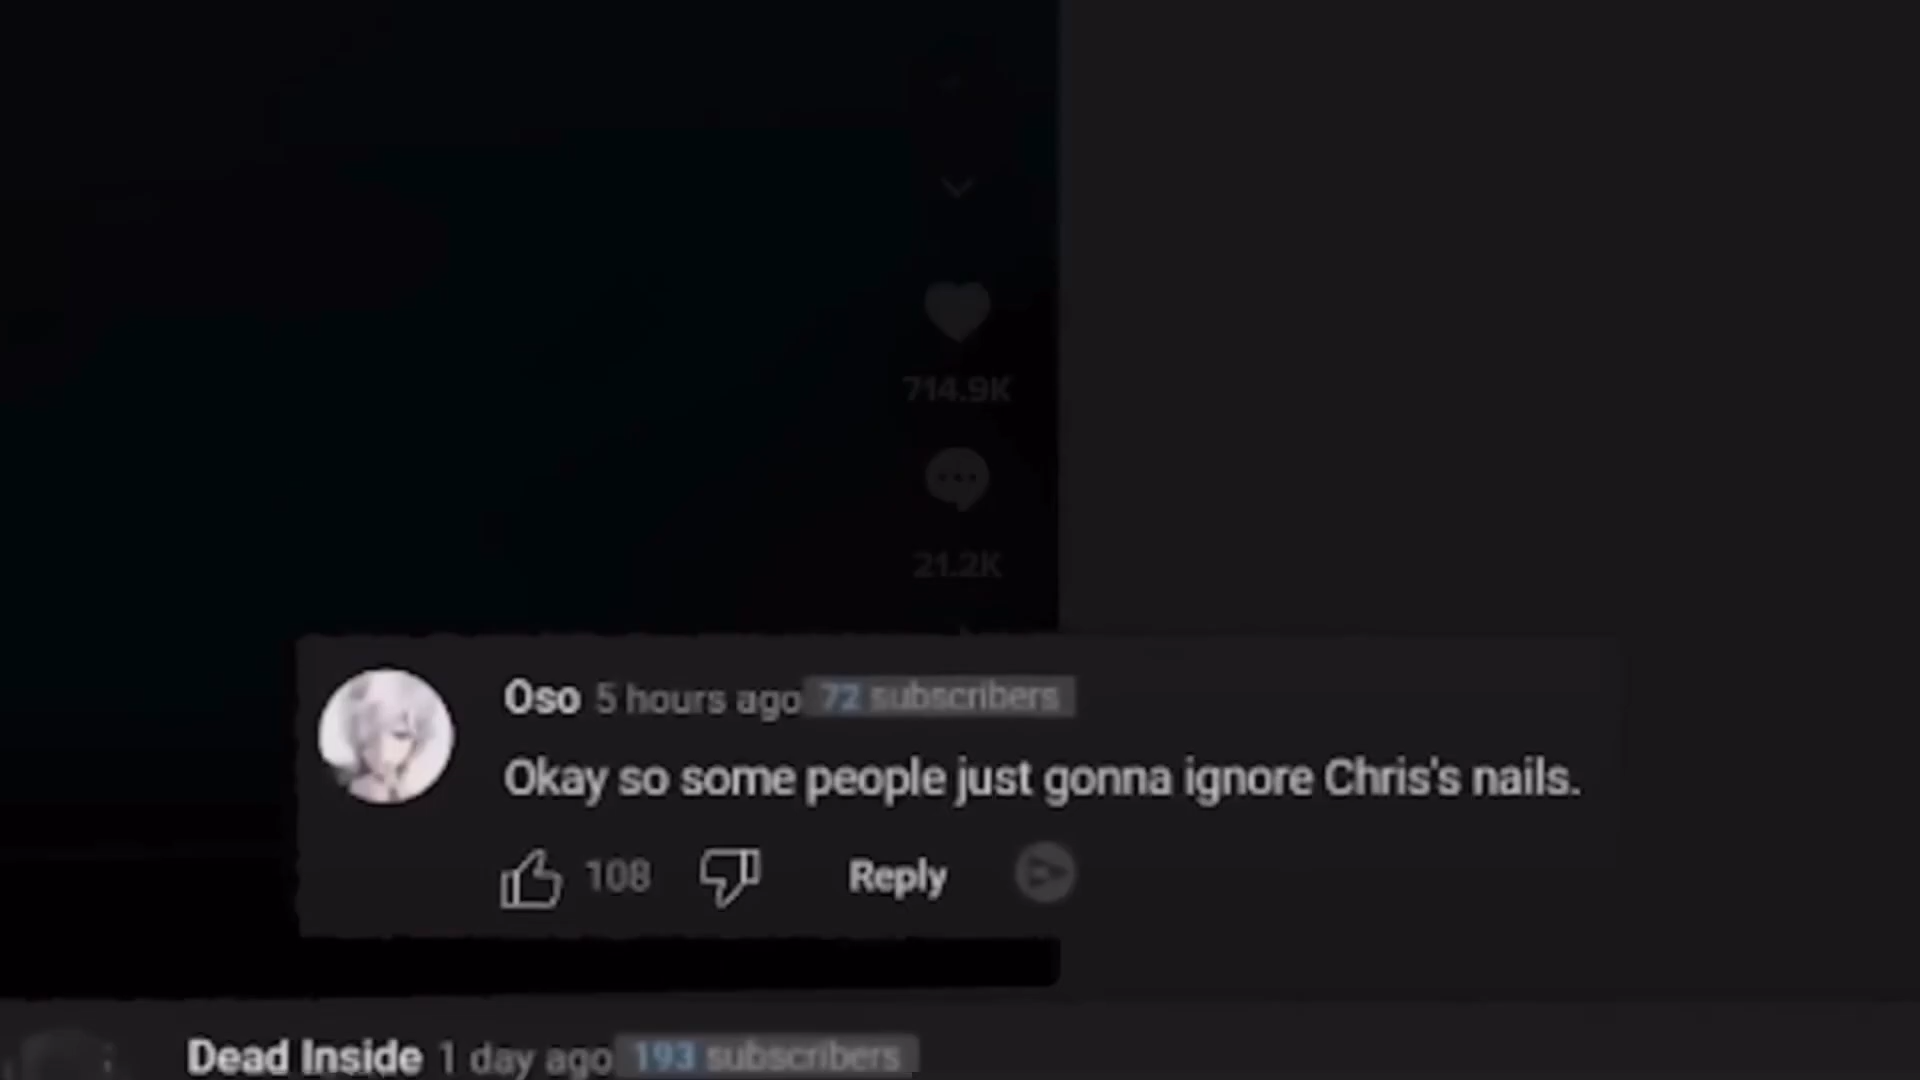 714.9K
21.2K
Oso 5 hours ago 72 subscribers
Okay so some people just gonna ignore Chris's nails.
108 Reply
Dead Inside 1 day ago 193 subscribers